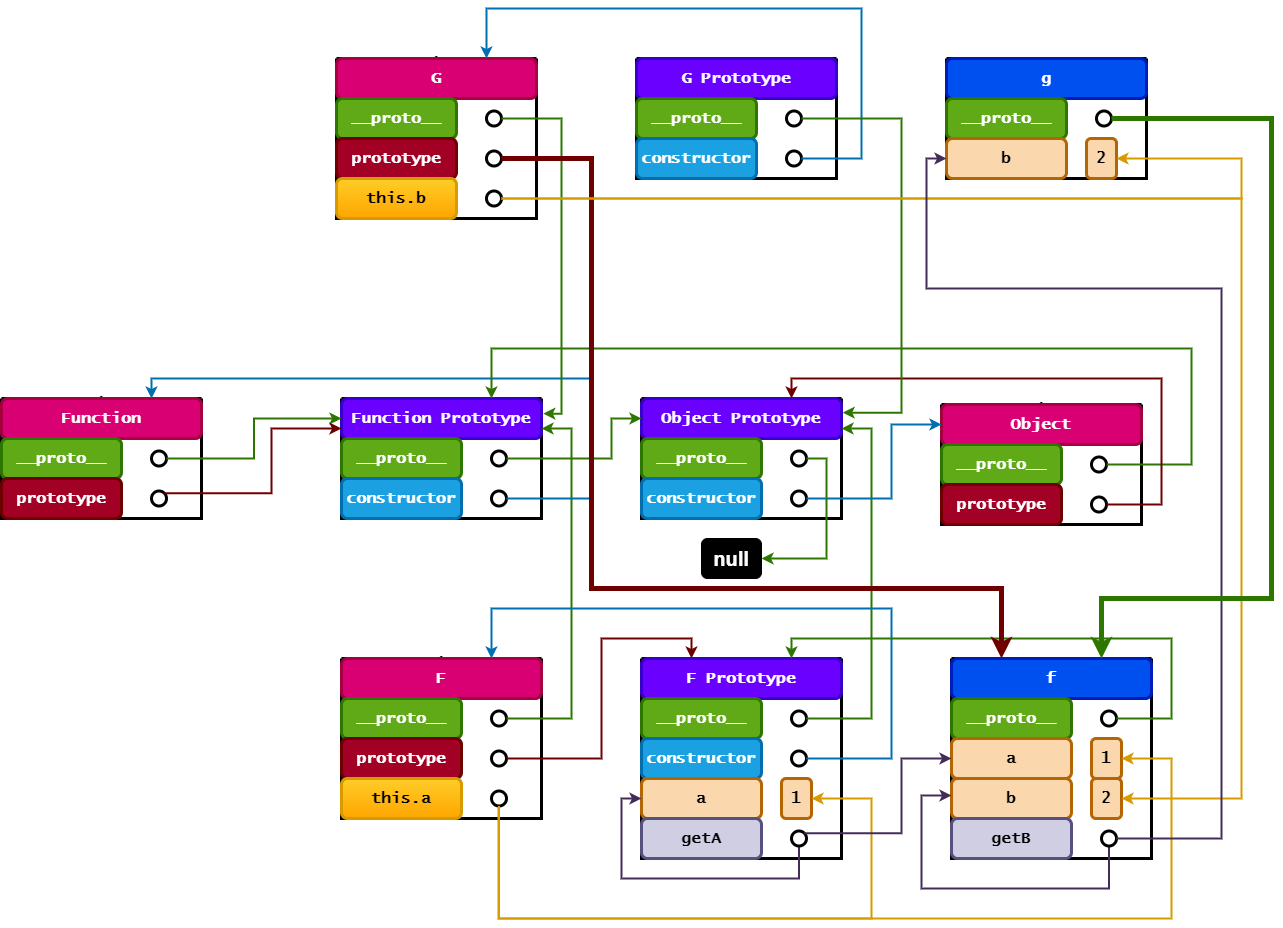 G
__proto__
prototype
this.b
G Prototype
__proto__
constructor
g
__proto__
b
2
Function
__proto__
prototype
Function Prototype
__proto__
constructor
Object Prototype
__proto__
constructor
Object
__proto__
prototype
null
F
__proto__
prototype
this.a
F Prototype
__proto__
constructor
a
1
getA
f
__proto__
a
1
b
2
getB